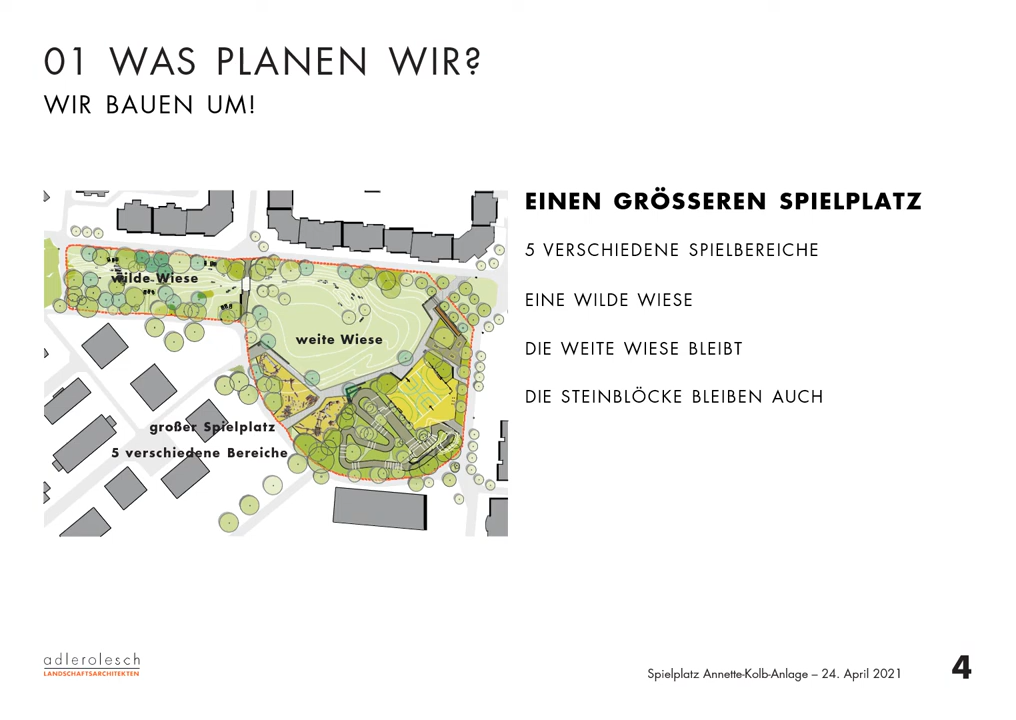 01 WAS PLANEN WIR?
WIR BAUEN UM!
wilde Wiese
weite Wiese
großer Spielplatz
5 verschiedene Bereiche
EINEN GRÖSSEREN SPIELPLATZ
5 VERSCHIEDENE SPIELBEREICHE
EINE WILDE WIESE
DIE WEITE WIESE BLEIBT
DIE STEINBLÖCKE BLEIBEN AUCH
adlerolesch
LANDSCHAFTSARCHITEKTEN
Spielplatz Annette-Kolb-Anlage – 24. April 2021
4